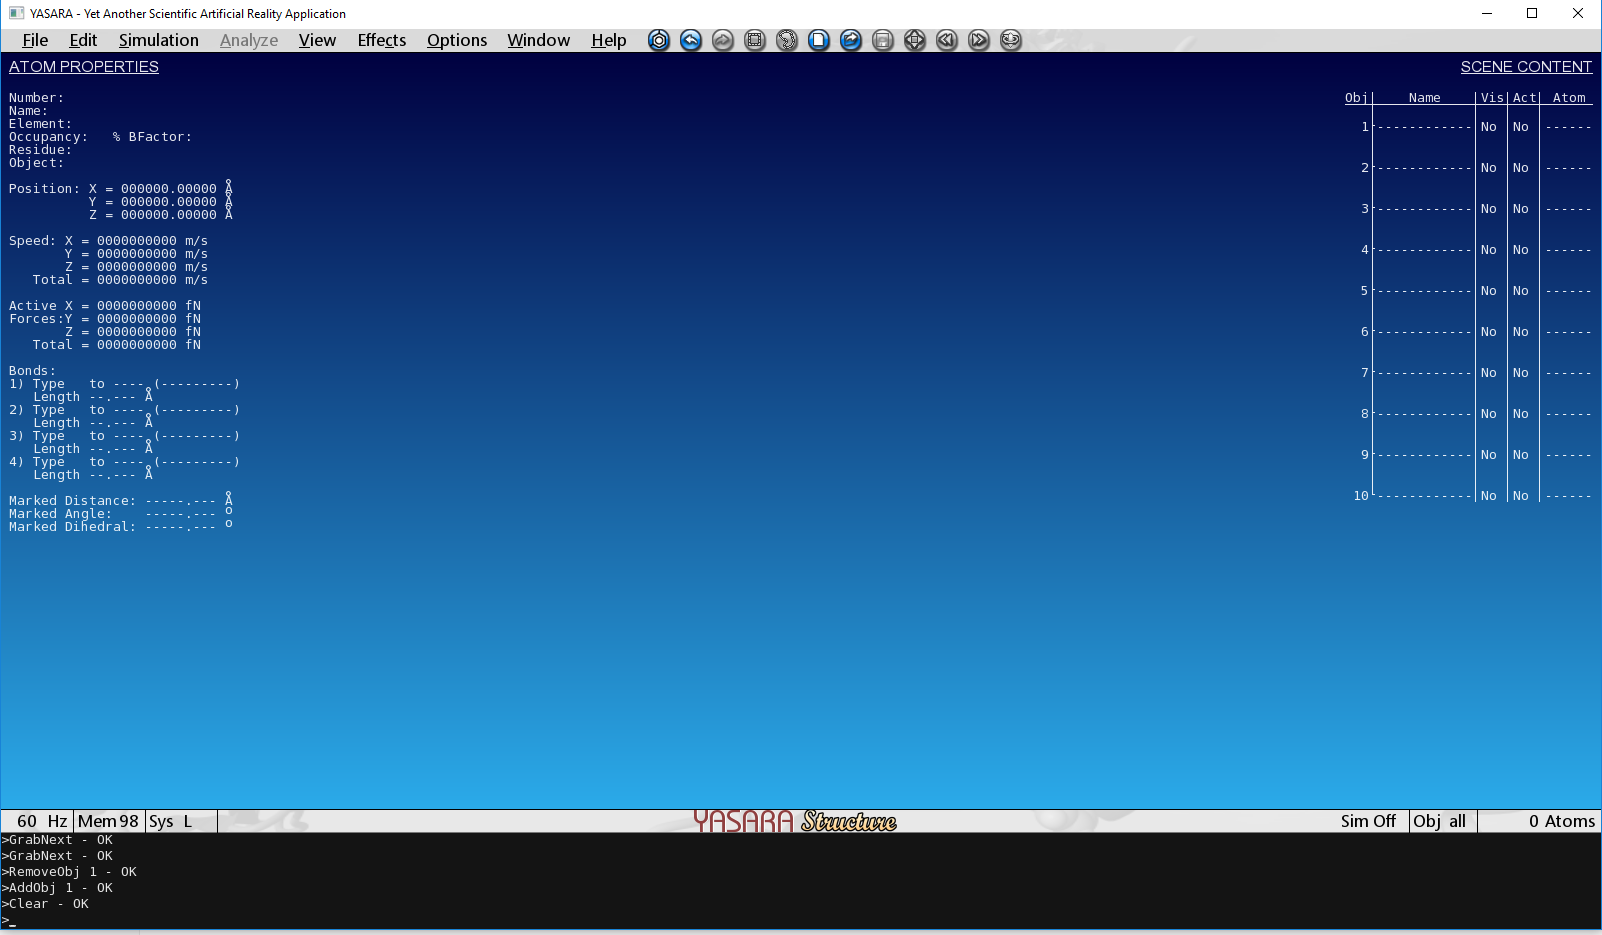 YASARA - Yet Another Scientific Artificial Reality Application
File Edit Simulation Analyze View Effects Options Window Help
ATOM PROPERTIES
Number:
Name:
Element:
Occupancy:   % BFactor:
Residue:
Object:
Position: X = 000000.00000 Å
Y = 000000.00000 Å
Z = 000000.00000 Å
Speed: X = 0000000000 m/s
Y = 0000000000 m/s
Z = 0000000000 m/s
Total = 0000000000 m/s
Active X = 0000000000 fN
Forces:Y = 0000000000 fN
Z = 0000000000 fN
Total = 0000000000 fN
Bonds:
1) Type   to ---- (---------)
Length --.--- Å
2) Type   to ---- (---------)
Length --.--- Å
3) Type   to ---- (---------)
Length --.--- Å
4) Type   to ---- (---------)
Length --.--- Å
Marked Distance: -----.--- Å
Marked Angle:    -----.--- o
Marked Dihedral: -----.--- o
SCENE CONTENT
Obj Name Vis Act Atom
1 ------------ No No ------
2 ------------ No No ------
3 ------------ No No ------
4 ------------ No No ------
5 ------------ No No ------
6 ------------ No No ------
7 ------------ No No ------
8 ------------ No No ------
9 ------------ No No ------
10 ------------ No No ------
60 Hz Mem 98 Sys L YASARA Structure Sim Off Obj all 0 Atoms
>GrabNext - OK
>GrabNext - OK
>RemoveObj 1 - OK
>AddObj 1 - OK
>Clear - OK
>_